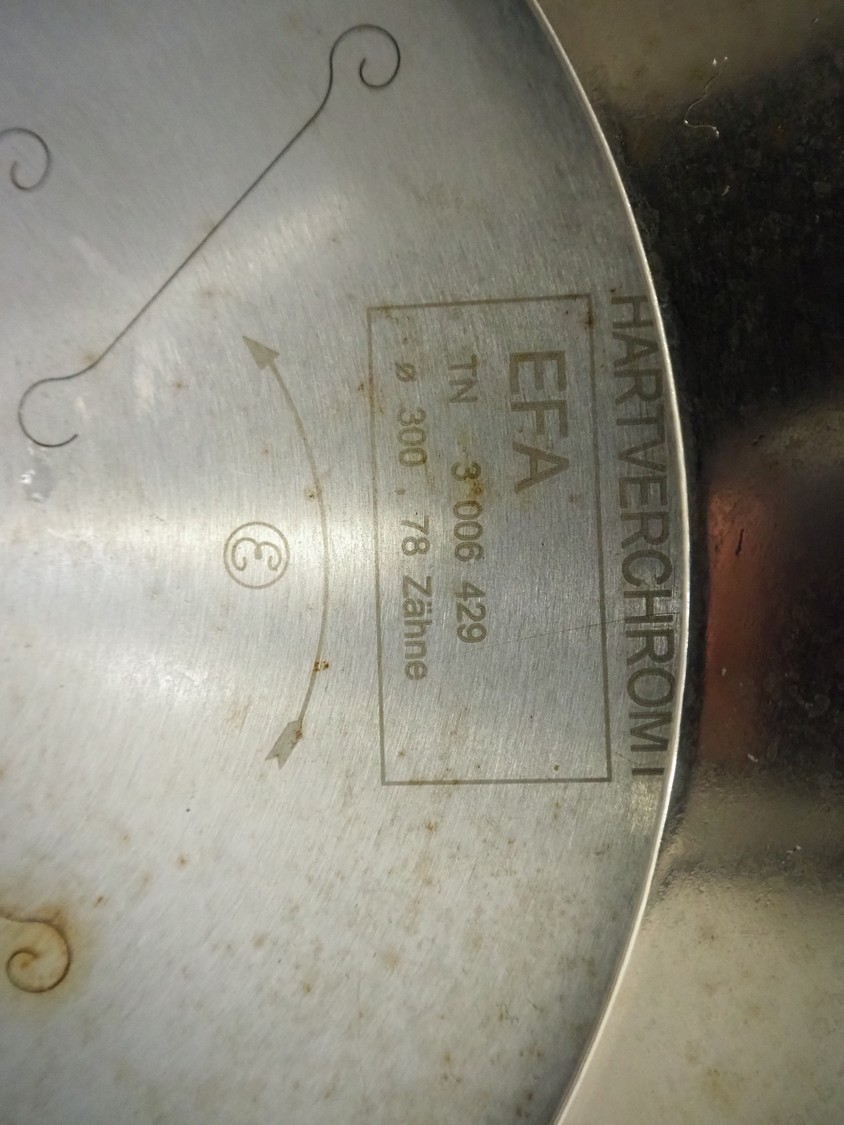 HARTVERCHROMT
EFA
TN 3 006 429
ø 300 . 78 Zähne